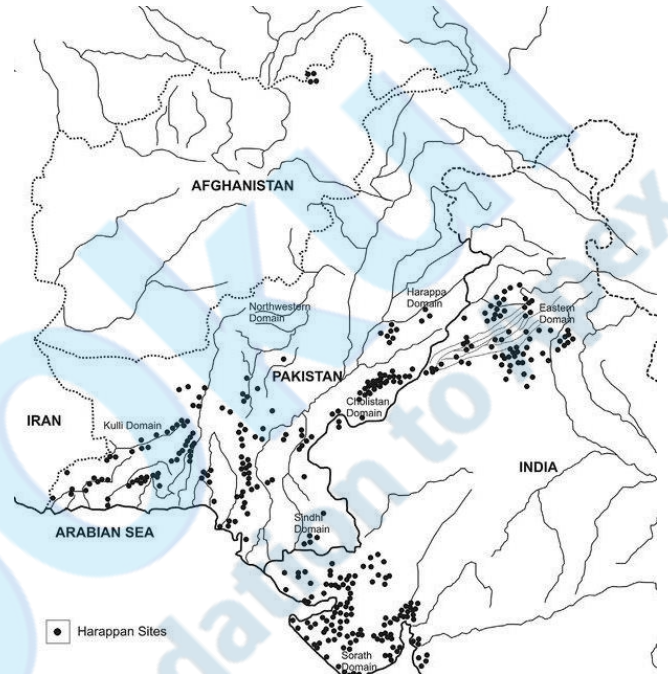 AFGHANISTAN
Harappa
Domain
Northwestern
Domain
Eastern
Domain
PAKISTAN
Cholistan
Domain
IRAN
Kulli Domain
INDIA
Sindhi
Domain
ARABIAN SEA
Harappan Sites
Sorath
Domain